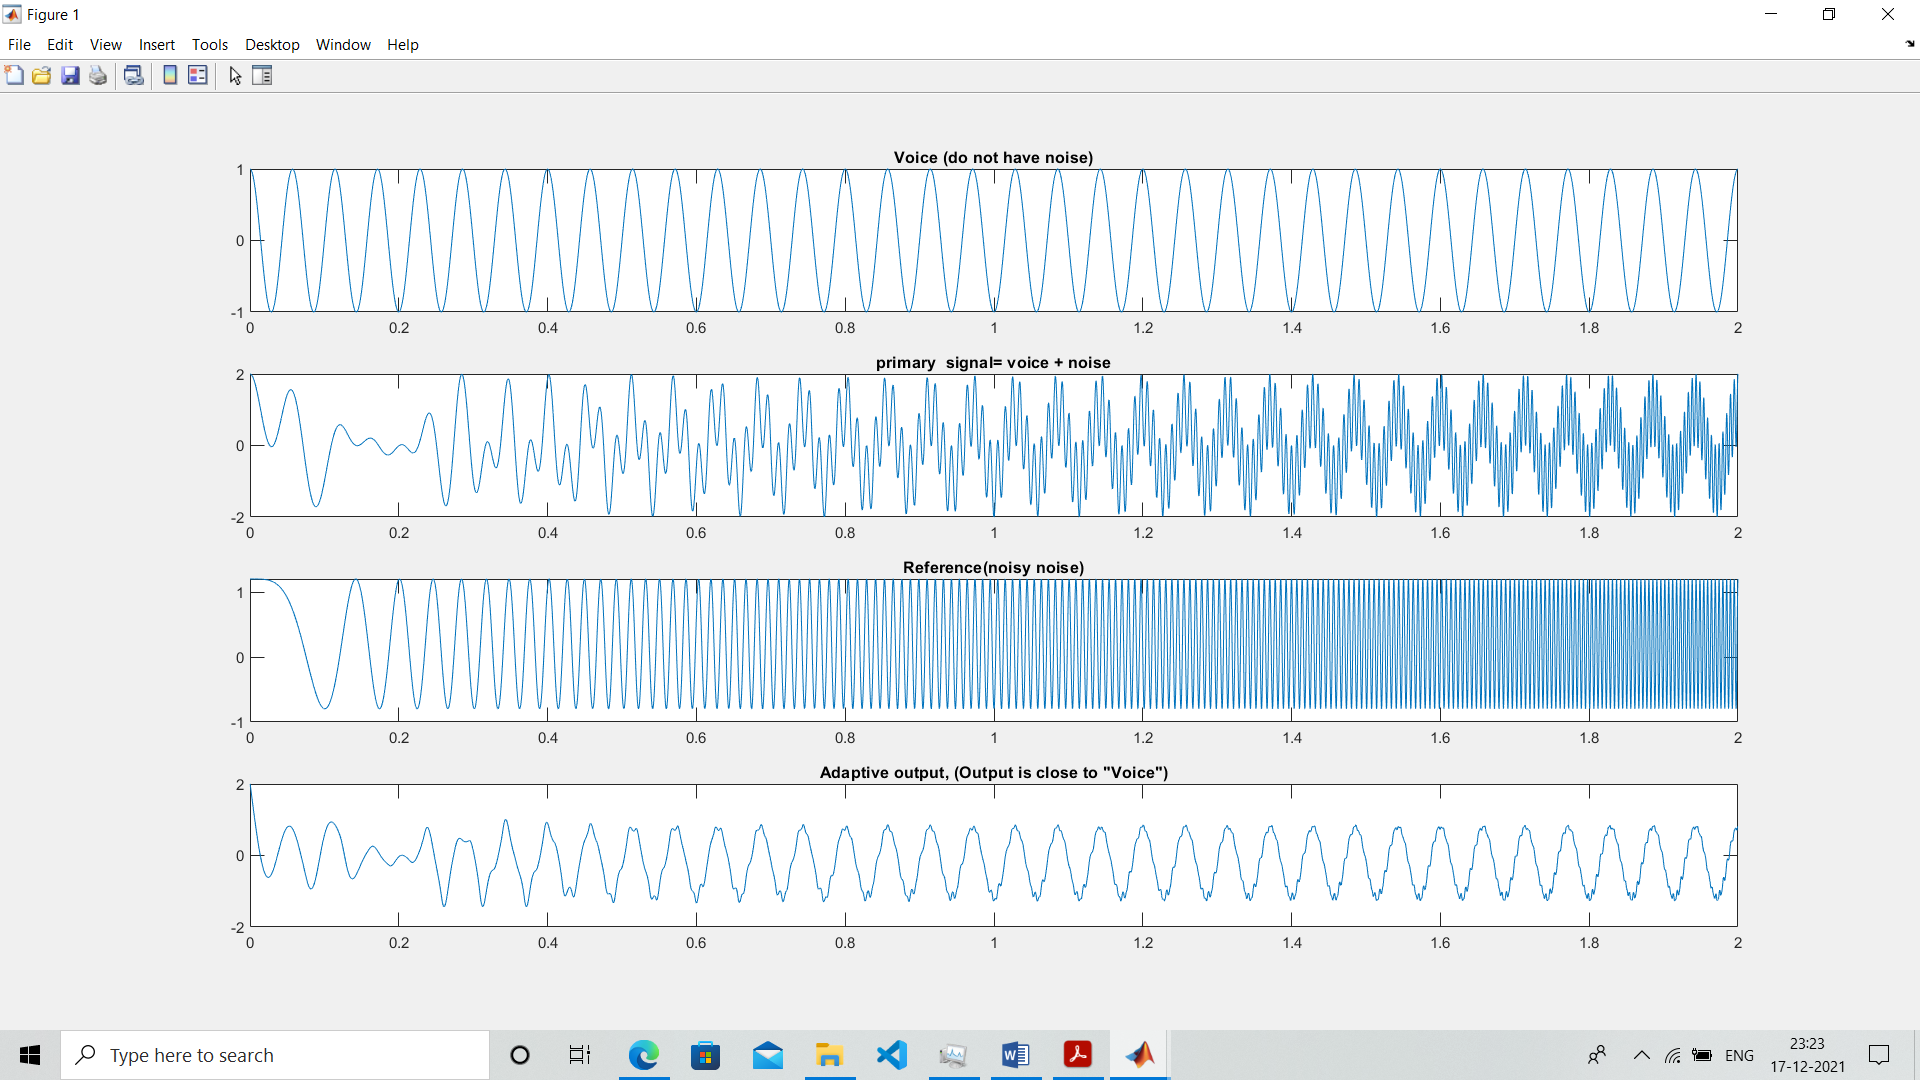 Figure 1
File Edit View Insert Tools Desktop Window Help
Voice (do not have noise)
1
0
-1
0 0.2 0.4 0.6 0.8 1 1.2 1.4 1.6 1.8 2
primary  signal= voice + noise
2
0
-2
0 0.2 0.4 0.6 0.8 1 1.2 1.4 1.6 1.8 2
Reference(noisy noise)
1
0
-1
0 0.2 0.4 0.6 0.8 1 1.2 1.4 1.6 1.8 2
Adaptive output, (Output is close to "Voice")
2
0
-2
0 0.2 0.4 0.6 0.8 1 1.2 1.4 1.6 1.8 2
Type here to search
ENG
23:23
17-12-2021